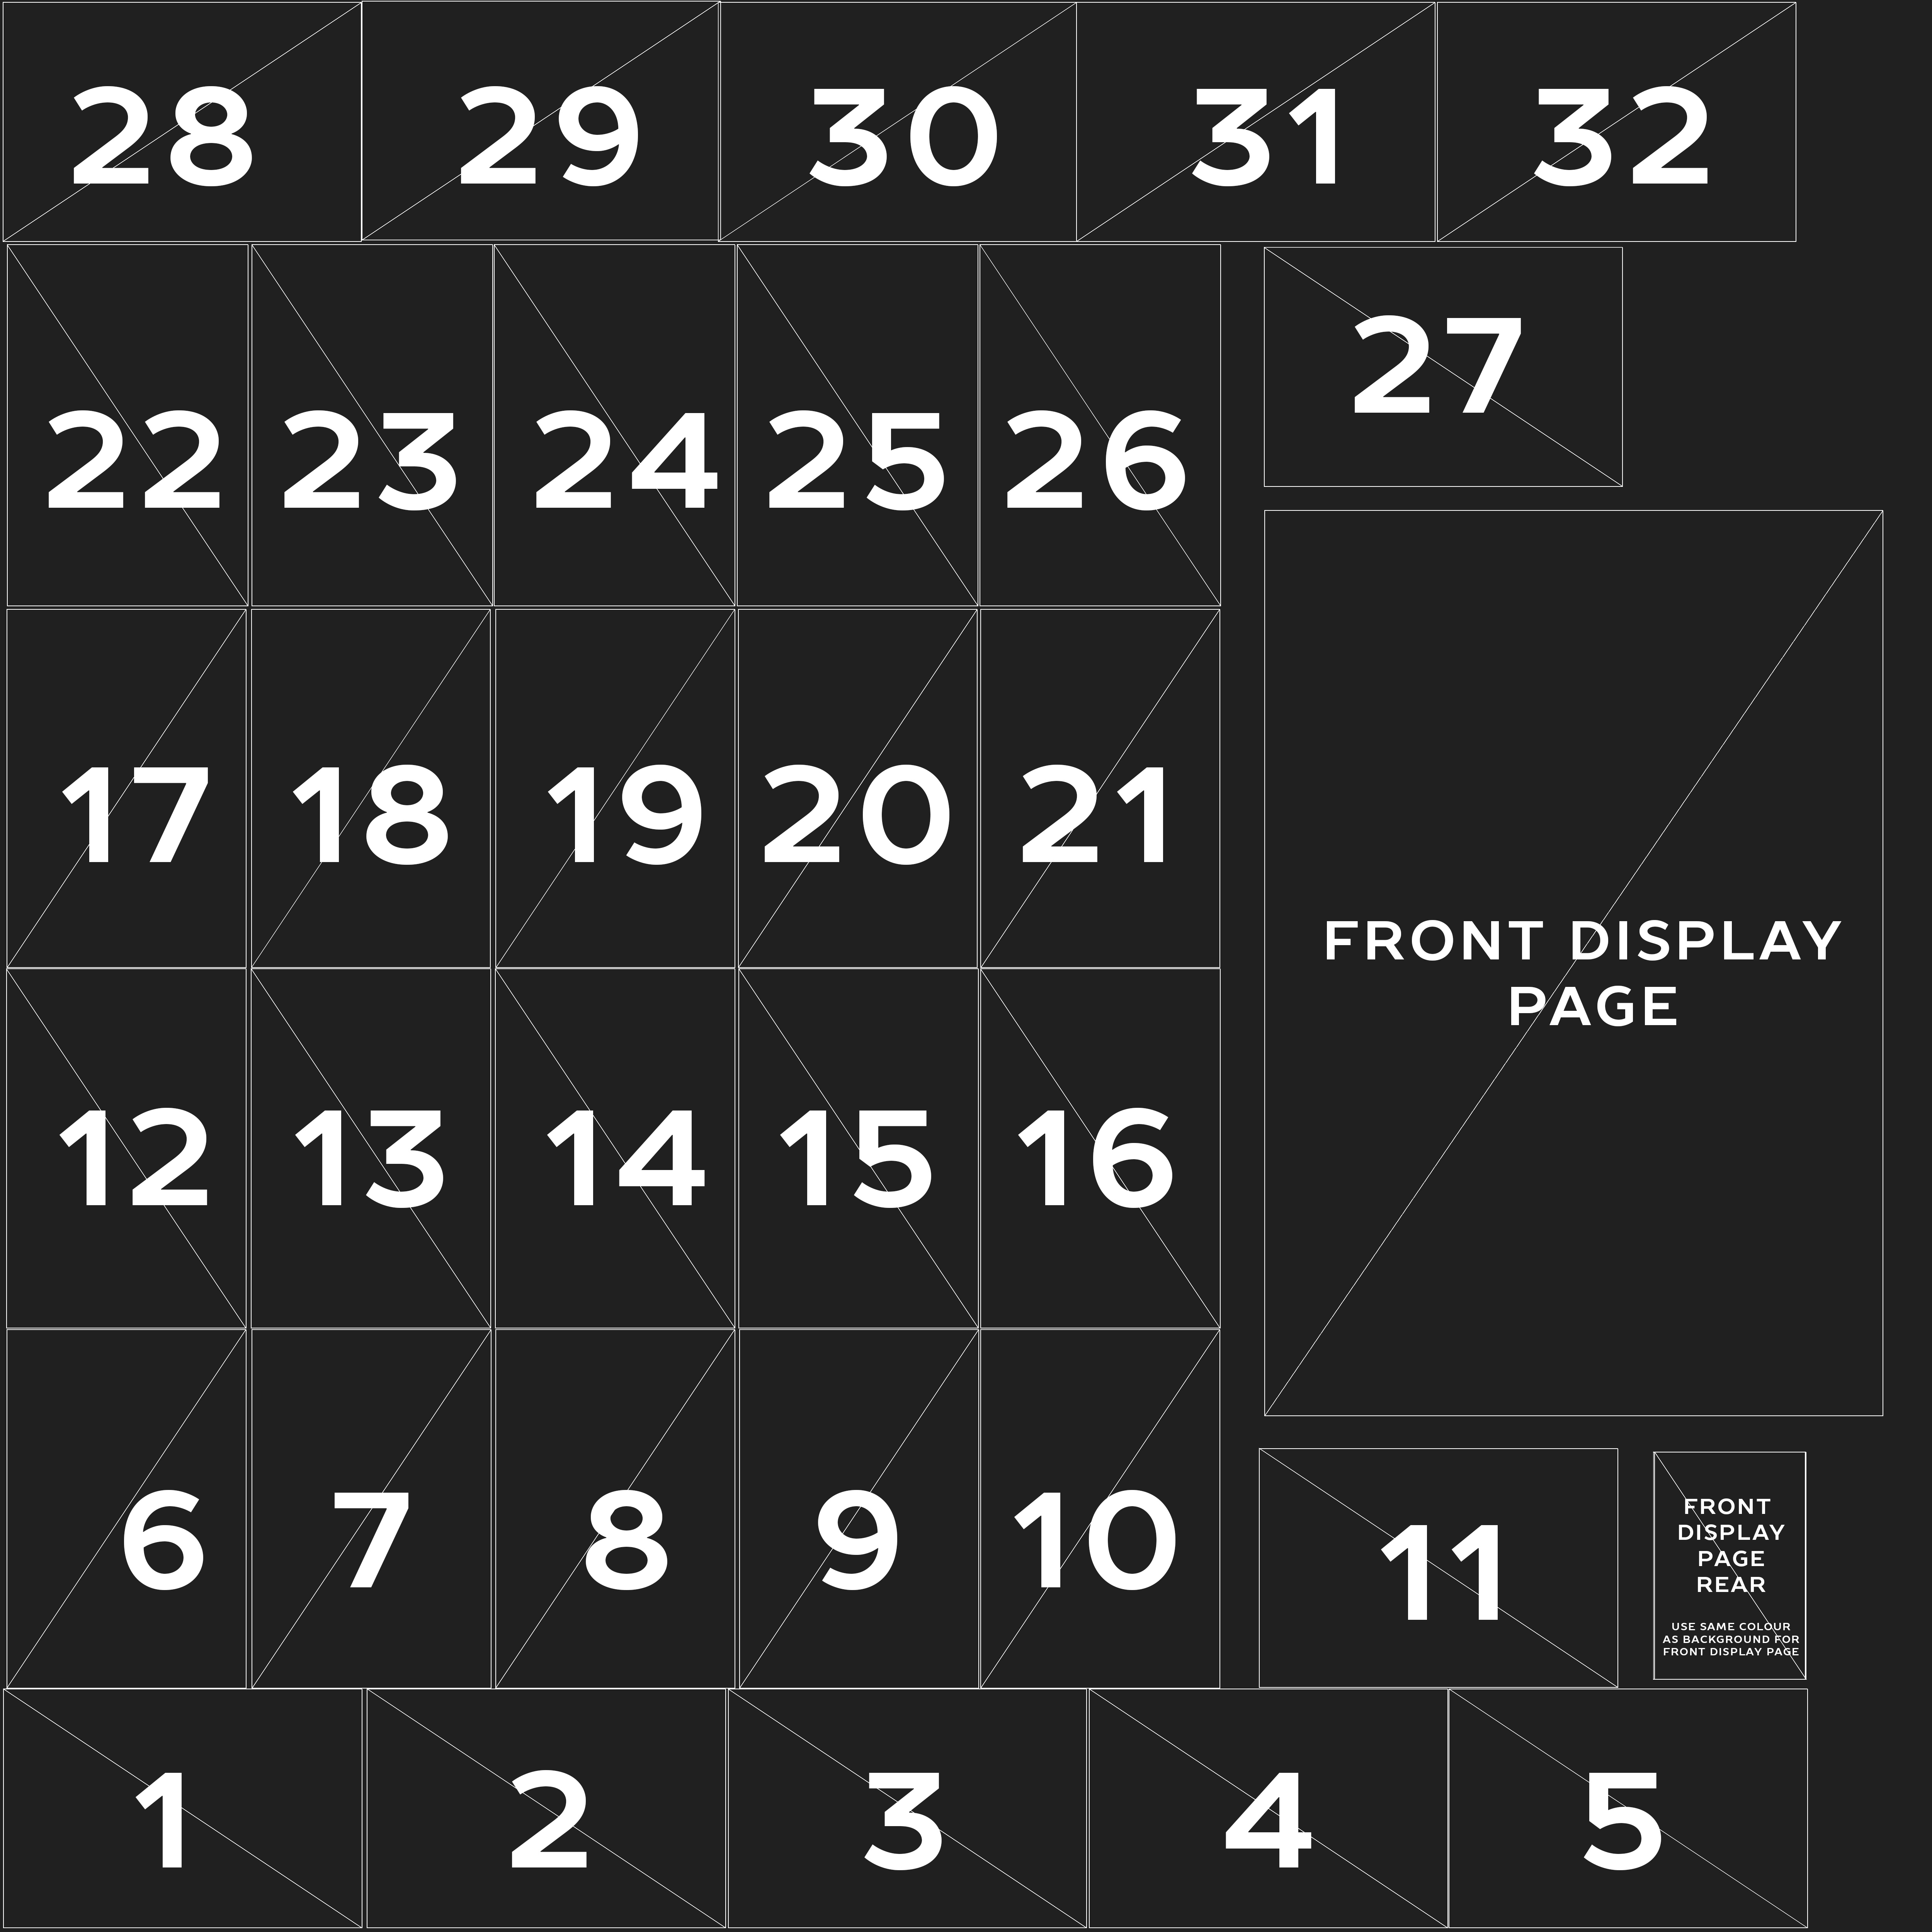 28 29 30 31 32
27
22 23 24 25 26
17 18 19 20 21
FRONT DISPLAY
PAGE
12 13 14 15 16
6 7 8 9 10
11
FRONT
DISPLAY
PAGE
REAR
USE SAME COLOUR
AS BACKGROUND FOR
FRONT DISPLAY PAGE
1 2 3 4 5